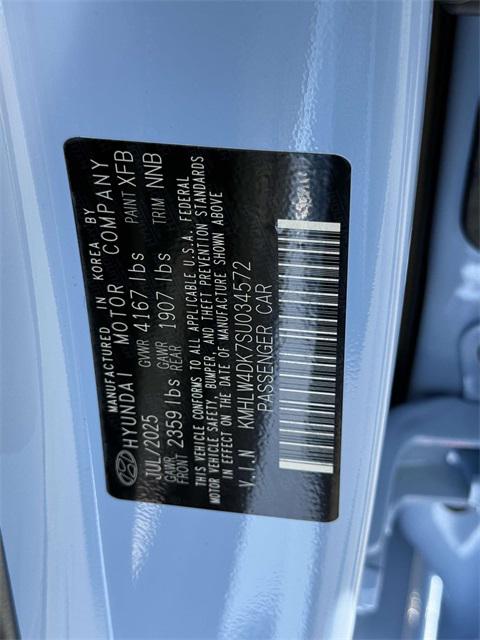 MANUFACTURED IN KOREA BY
HYUNDAI MOTOR COMPANY
JUL/2025 GVWR 4167 lbs PAINT XFB
GAWR FRONT 2359 lbs GAWR REAR 1907 lbs TRIM NNB
THIS VEHICLE CONFORMS TO ALL APPLICABLE U.S.A. FEDERAL
MOTOR VEHICLE SAFETY, BUMPER, AND THEFT PREVENTION STANDARDS
IN EFFECT ON THE DATE OF MANUFACTURE SHOWN ABOVE
V.I.N KMHLW4DK7SU034572
PASSENGER CAR